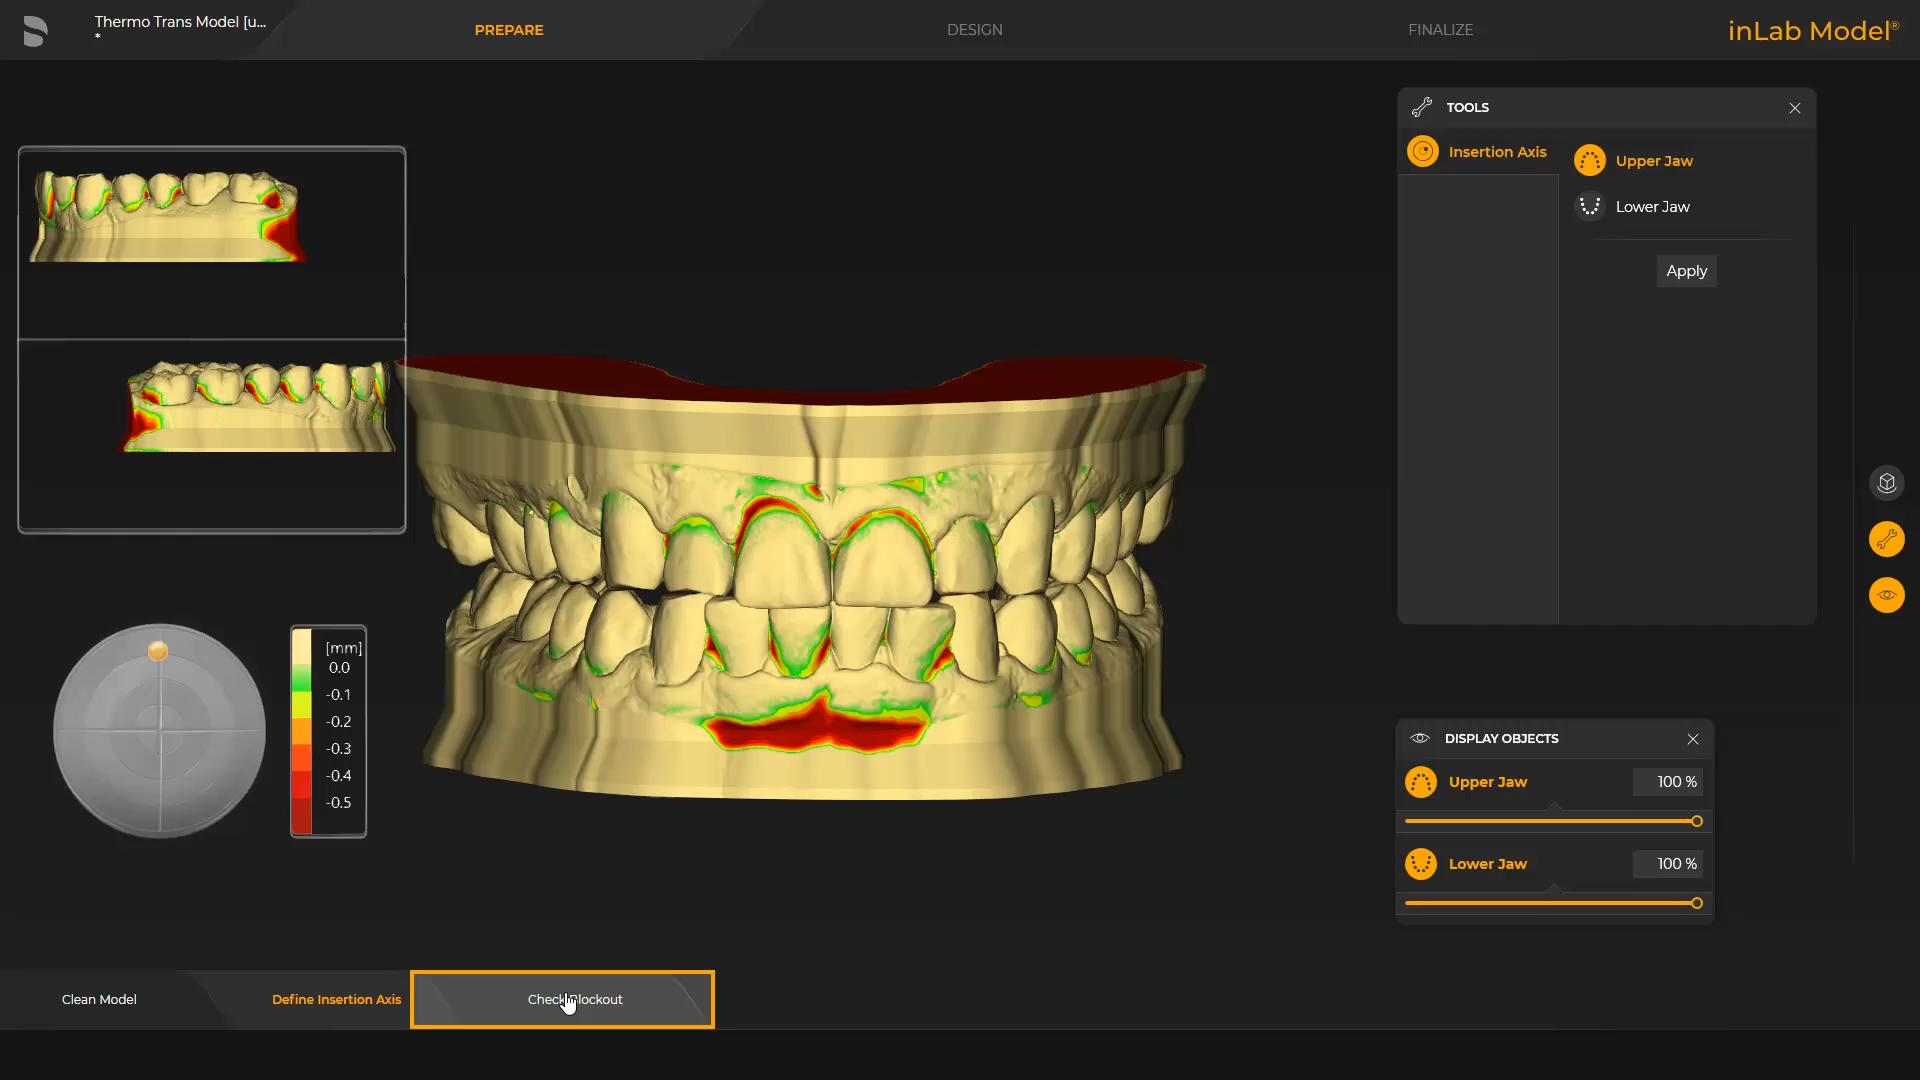 Thermo Trans Model [u...
*
PREPARE
DESIGN
FINALIZE
inLab Model®
TOOLS
Insertion Axis
Upper Jaw
Lower Jaw
Apply
[mm]
0.0
-0.1
-0.2
-0.3
-0.4
-0.5
DISPLAY OBJECTS
Upper Jaw
100 %
Lower Jaw
100 %
Clean Model
Define Insertion Axis
Check Blockout